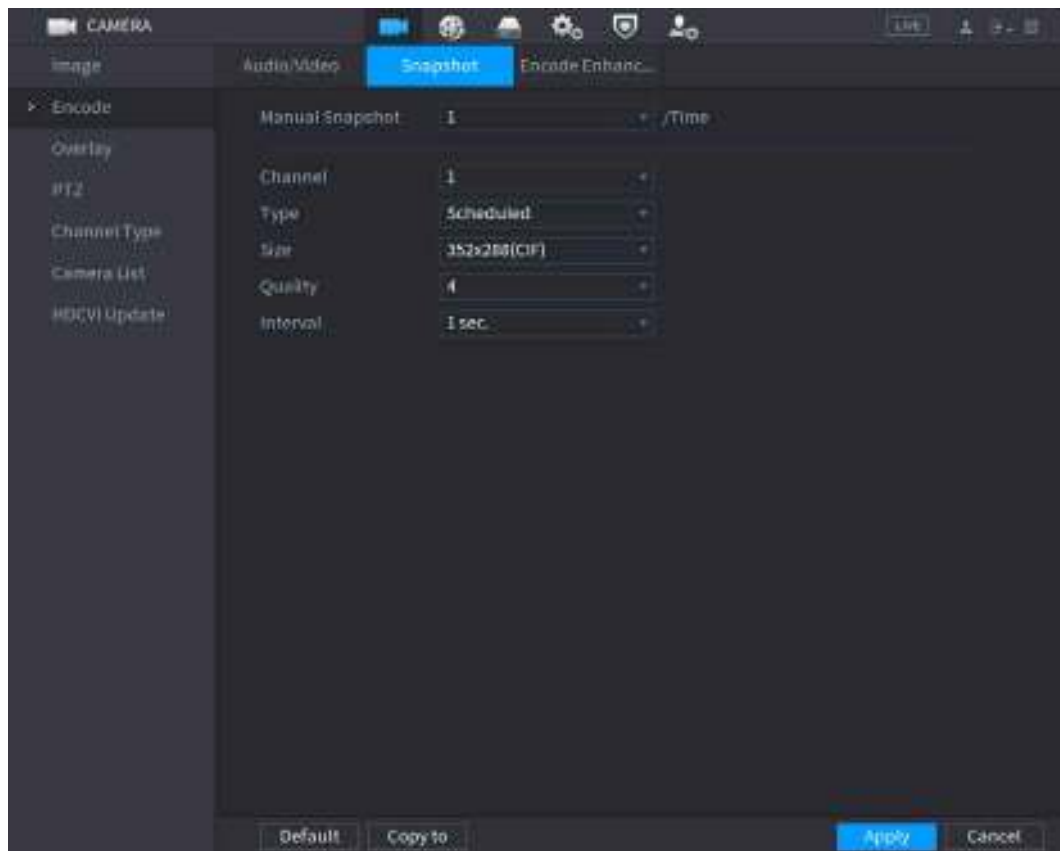 CAMERA
LIVE
Image
Audio/Video
Snapshot
Encode Enhanc...
Encode
Manual Snapshot
1
/Time
Overlay
PTZ
Channel
1
Type
Scheduled
Channel Type
Size
352x288(CIF)
Camera List
Quality
4
HDCVI Update
Interval
1 sec.
Default
Copy to
Apply
Cancel